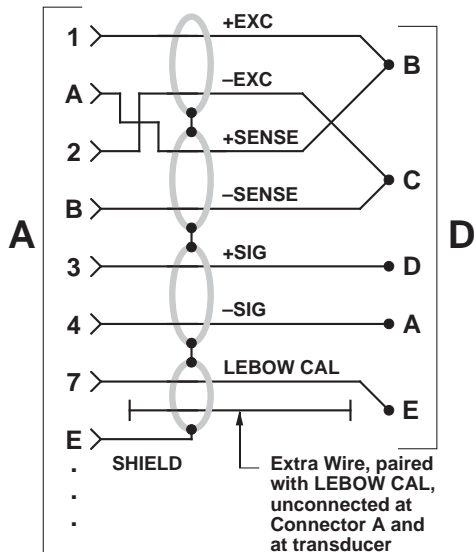 1
+EXC
B
A
–EXC
2
+SENSE
C
B
–SENSE
A
D
3
+SIG
D
4
–SIG
A
7
LEBOW CAL
E
E
SHIELD
Extra Wire, paired
with LEBOW CAL,
unconnected at
Connector A and
at transducer